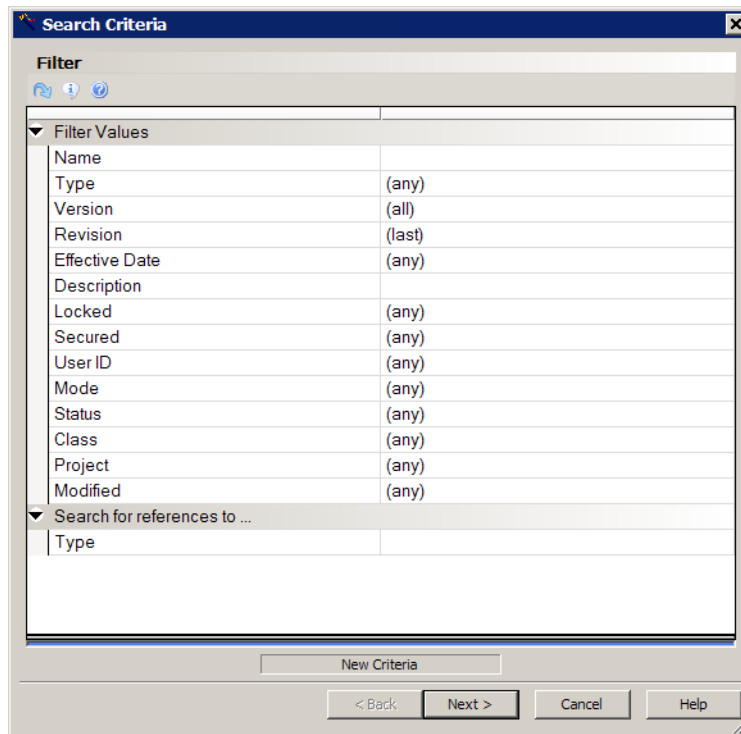 Search Criteria
Filter
Filter Values
Name
Type (any)
Version (all)
Revision (last)
Effective Date (any)
Description
Locked (any)
Secured (any)
User ID (any)
Mode (any)
Status (any)
Class (any)
Project (any)
Modified (any)
Search for references to ...
Type
New Criteria
< Back Next > Cancel Help